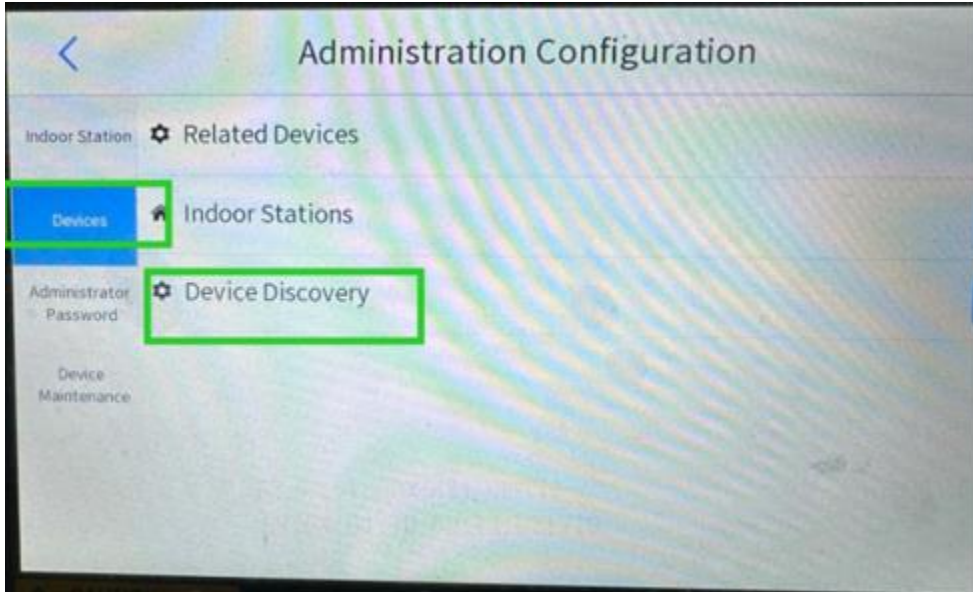 Administration Configuration
Indoor Station
Related Devices
Devices
Indoor Stations
Administrator
Password
Device Discovery
Device
Maintenance